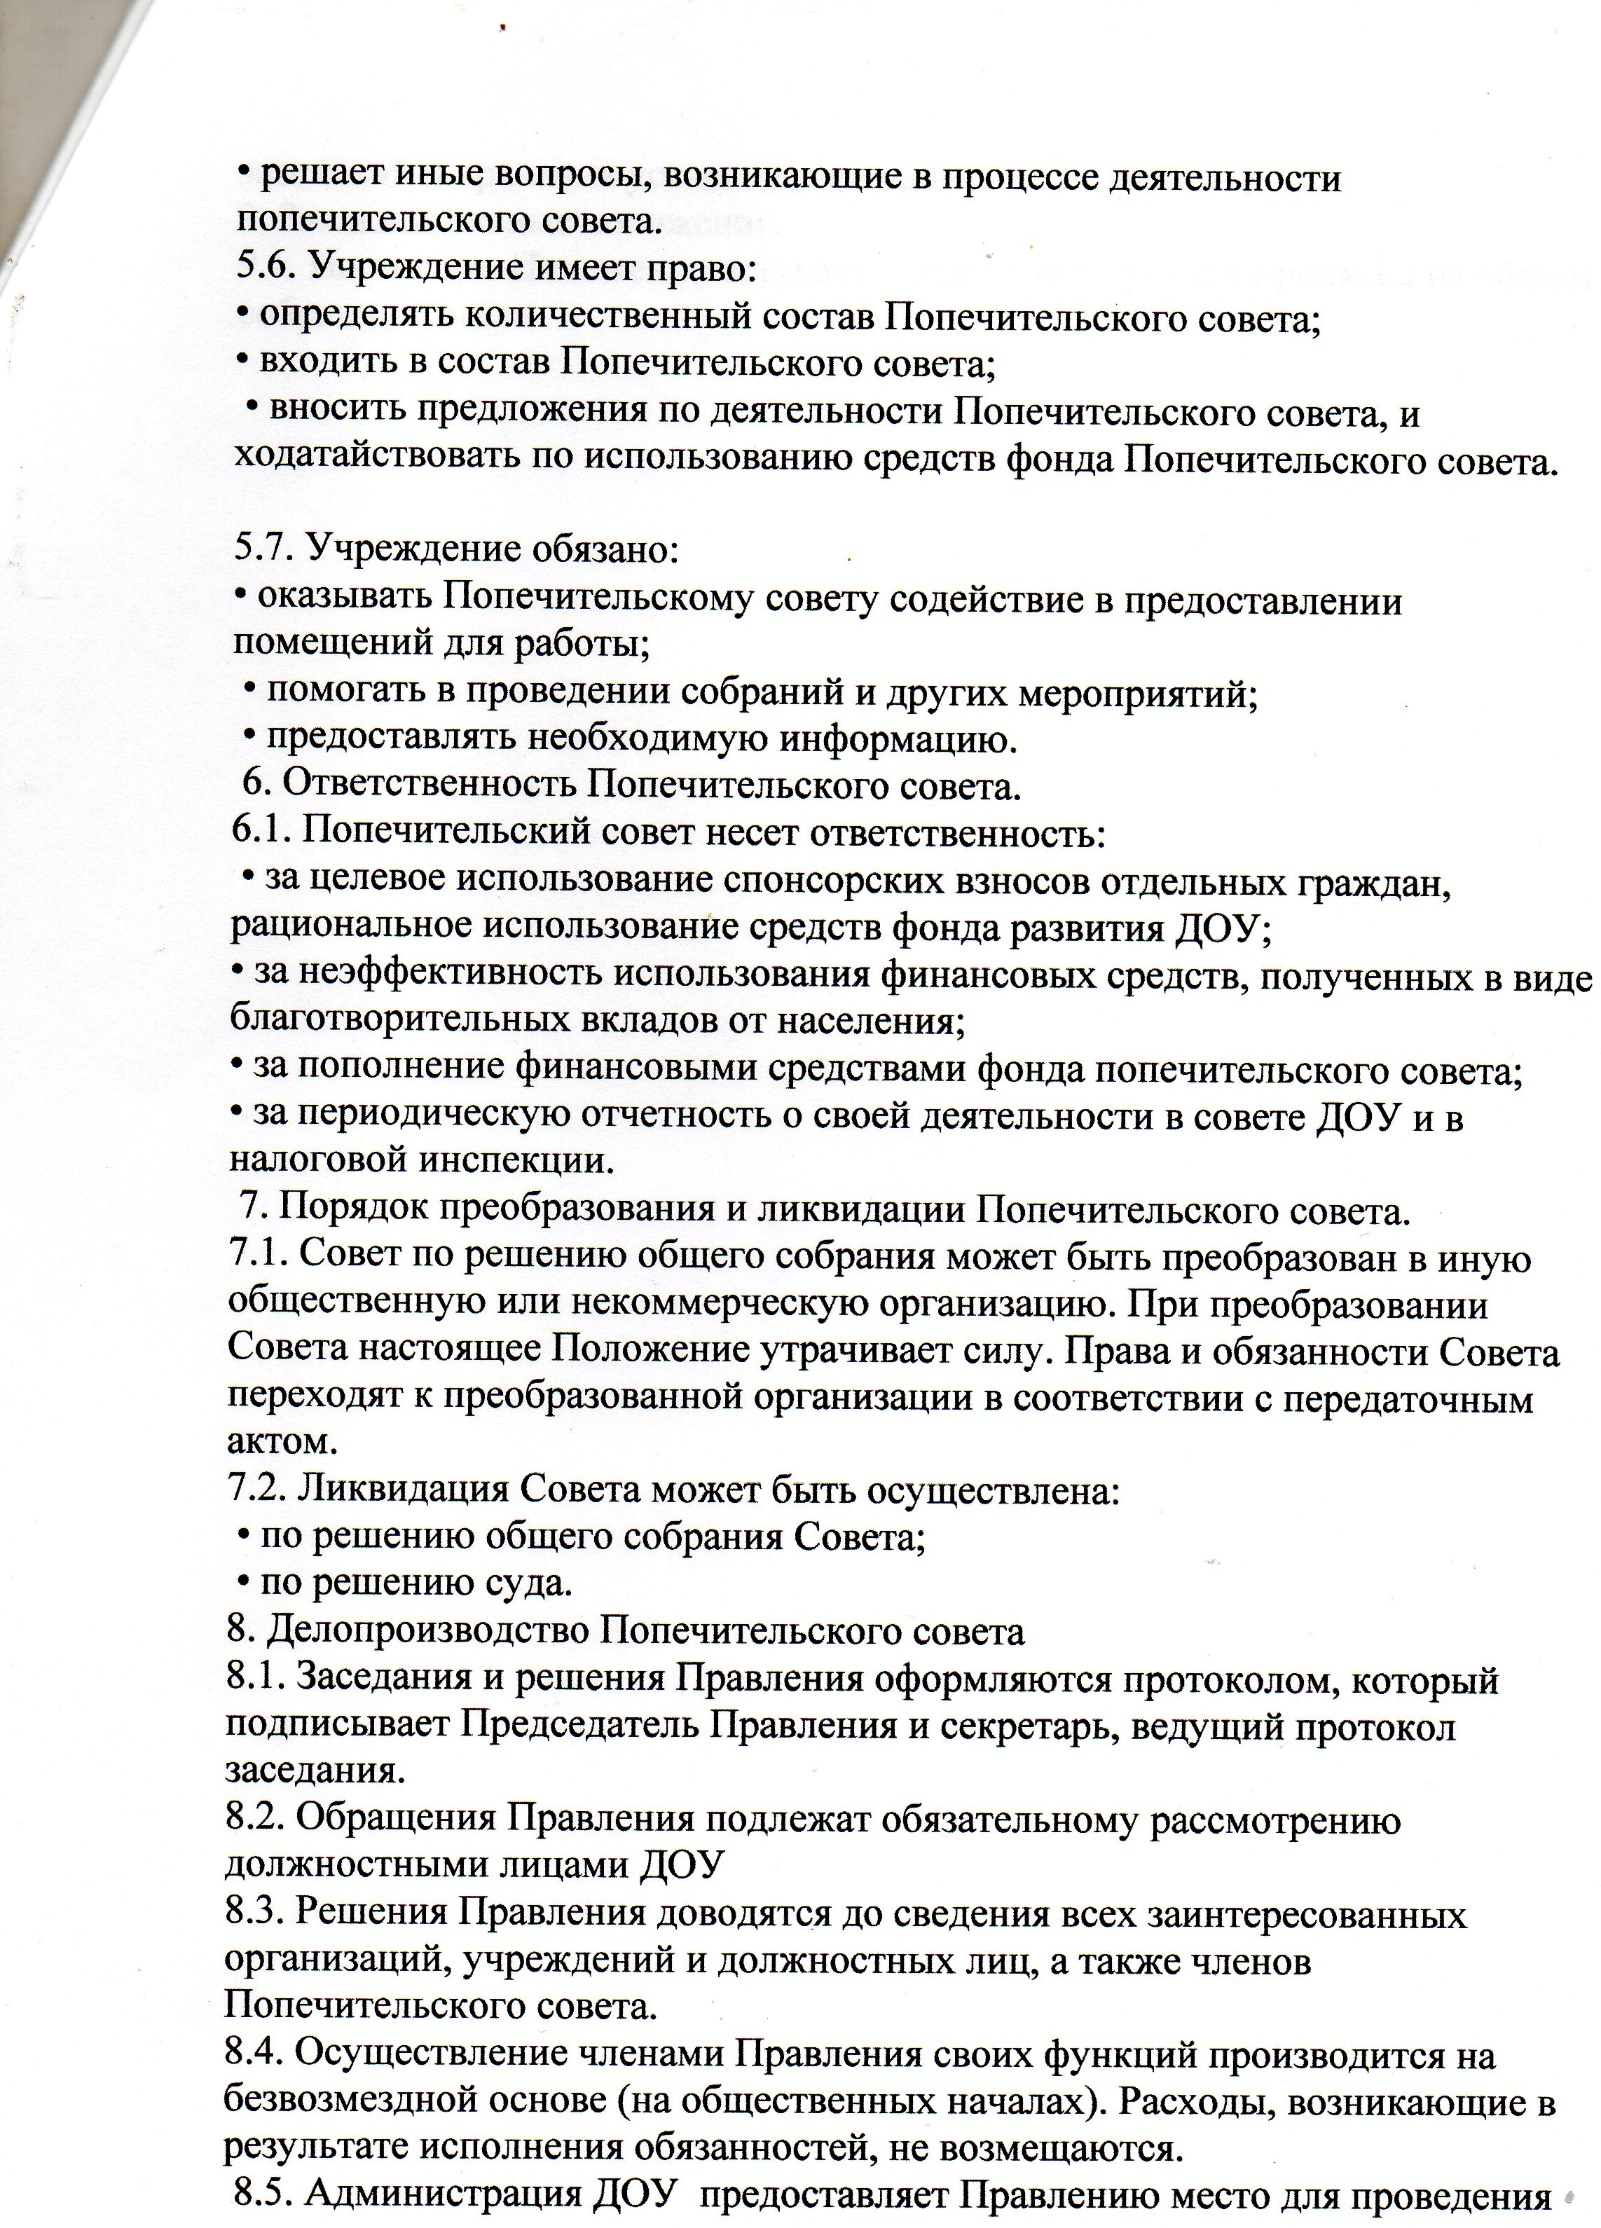 • решает иные вопросы, возникающие в процессе деятельности
попечительского совета.
5.6. Учреждение имеет право:
• определять количественный состав Попечительского совета;
• входить в состав Попечительского совета;
• вносить предложения по деятельности Попечительского совета, и
ходатайствовать по использованию средств фонда Попечительского совета.
5.7. Учреждение обязано:
• оказывать Попечительскому совету содействие в предоставлении
помещений для работы;
• помогать в проведении собраний и других мероприятий;
• предоставлять необходимую информацию.
6. Ответственность Попечительского совета.
6.1. Попечительский совет несет ответственность:
• за целевое использование спонсорских взносов отдельных граждан,
рациональное использование средств фонда развития ДОУ;
• за неэффективность использования финансовых средств, полученных в виде
благотворительных вкладов от населения;
• за пополнение финансовыми средствами фонда попечительского совета;
• за периодическую отчетность о своей деятельности в совете ДОУ и в
налоговой инспекции.
7. Порядок преобразования и ликвидации Попечительского совета.
7.1. Совет по решению общего собрания может быть преобразован в иную
общественную или некоммерческую организацию. При преобразовании
Совета настоящее Положение утрачивает силу. Права и обязанности Совета
переходят к преобразованной организации в соответствии с передаточным
актом.
7.2. Ликвидация Совета может быть осуществлена:
• по решению общего собрания Совета;
• по решению суда.
8. Делопроизводство Попечительского совета
8.1. Заседания и решения Правления оформляются протоколом, который
подписывает Председатель Правления и секретарь, ведущий протокол
заседания.
8.2. Обращения Правления подлежат обязательному рассмотрению
должностными лицами ДОУ
8.3. Решения Правления доводятся до сведения всех заинтересованных
организаций, учреждений и должностных лиц, а также членов
Попечительского совета.
8.4. Осуществление членами Правления своих функций производится на
безвозмездной основе (на общественных началах). Расходы, возникающие в
результате исполнения обязанностей, не возмещаются.
8.5. Администрация ДОУ предоставляет Правлению место для проведения